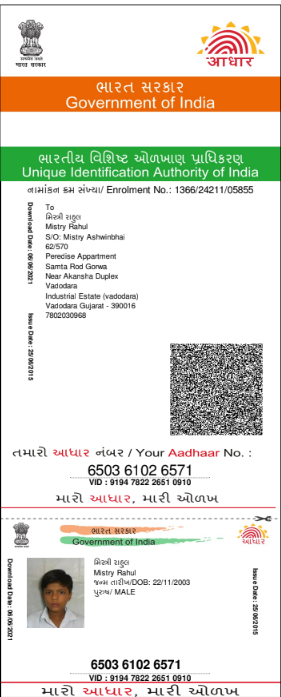 भारत सरकार
આધાર
ભારત સરકાર
Government of India
ભારતીય વિશિષ્ટ ઓળખાણ પ્રાધિકરણ
Unique Identification Authority of India
નામાંકન ક્રમ સંખ્યા/ Enrolment No.: 1366/24211/05855
Download Date: 06/06/2021
Issue Date: 25/06/2015
To
મિસ્ત્રી રાહુલ
Mistry Rahul
S/O: Mistry Ashwinbhai
62/570
Peredise Appartment
Samta Rod Gorwa
Near Akansha Duplex
Vadodara
Industrial Estate (vadodara)
Vadodara Gujarat - 390016
7802030968
તમારો આધાર નંબર / Your Aadhaar No. :
6503 6102 6571
VID : 9194 7822 2651 0910
મારો આધાર, મારી ઓળખ
ભારત સરકાર
Government of India
આધાર
Download Date: 06/06/2021
મિસ્ત્રી રાહુલ
Mistry Rahul
જન્મ તારીખ/DOB: 22/11/2003
પુરુષ/ MALE
Issue Date: 25/06/2015
6503 6102 6571
VID : 9194 7822 2651 0910
મારો આધાર, મારી ઓળખ